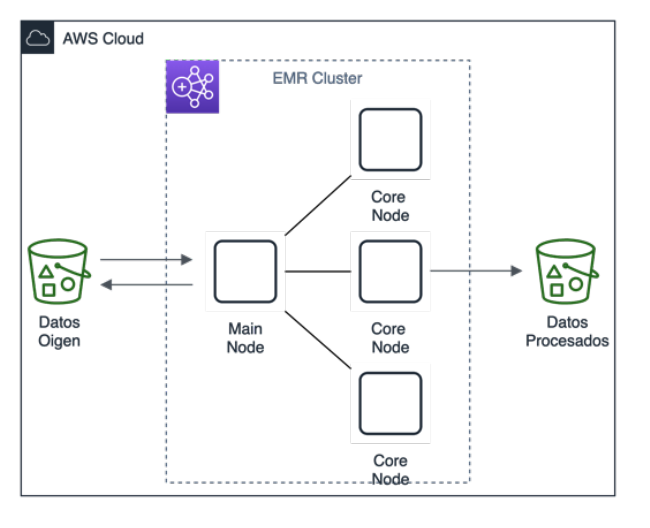 AWS Cloud
EMR Cluster
Core
Node
Datos
Oigen
Main
Node
Core
Node
Datos
Procesados
Core
Node